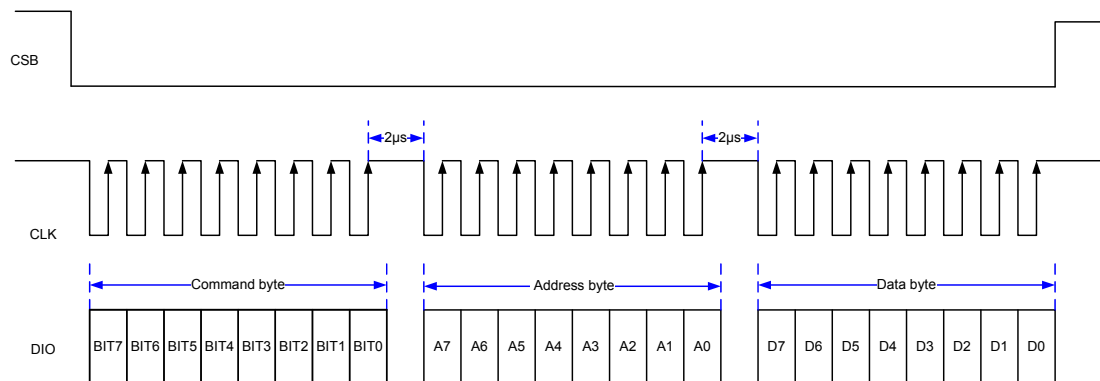 CSB
2µs 2µs
CLK
Command byte Address byte Data byte
DIO BIT7 BIT6 BIT5 BIT4 BIT3 BIT2 BIT1 BIT0 A7 A6 A5 A4 A3 A2 A1 A0 D7 D6 D5 D4 D3 D2 D1 D0